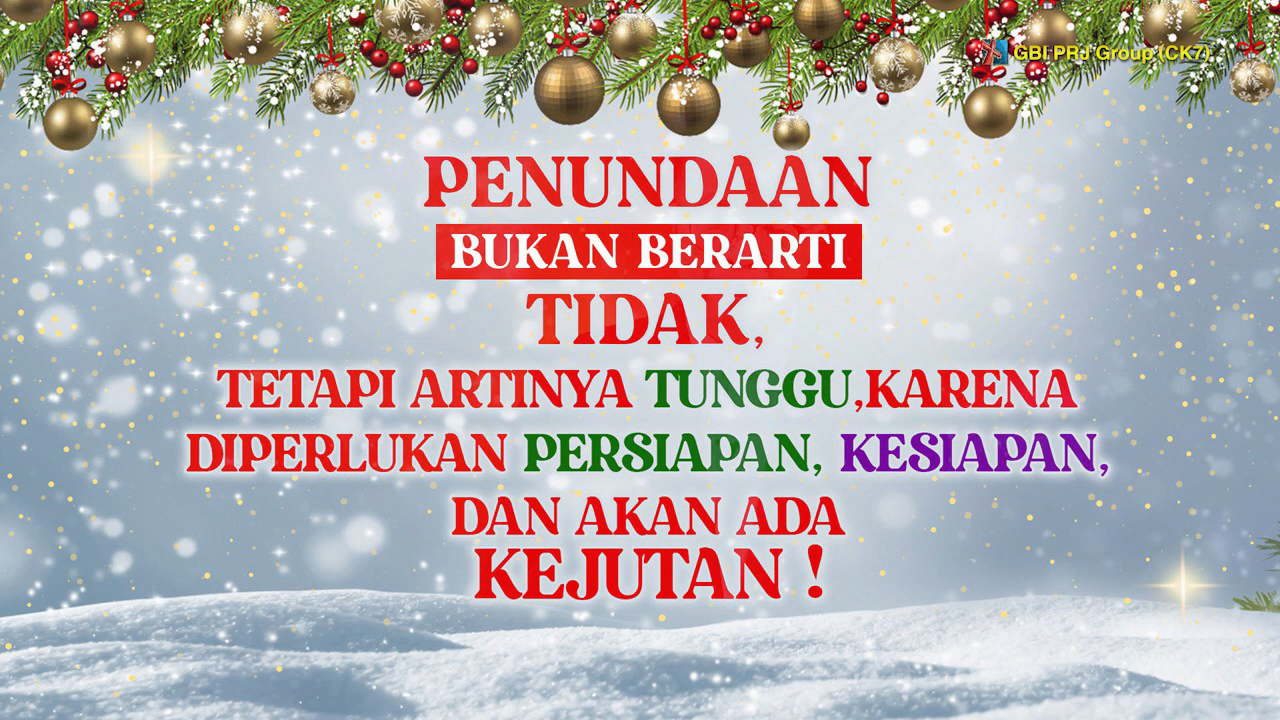 GBI PRJ Group (CK7)
PENUNDAAN
BUKAN BERARTI
TIDAK,
TETAPI ARTINYA TUNGGU,KARENA
DIPERLUKAN PERSIAPAN, KESIAPAN,
DAN AKAN ADA
KEJUTAN !